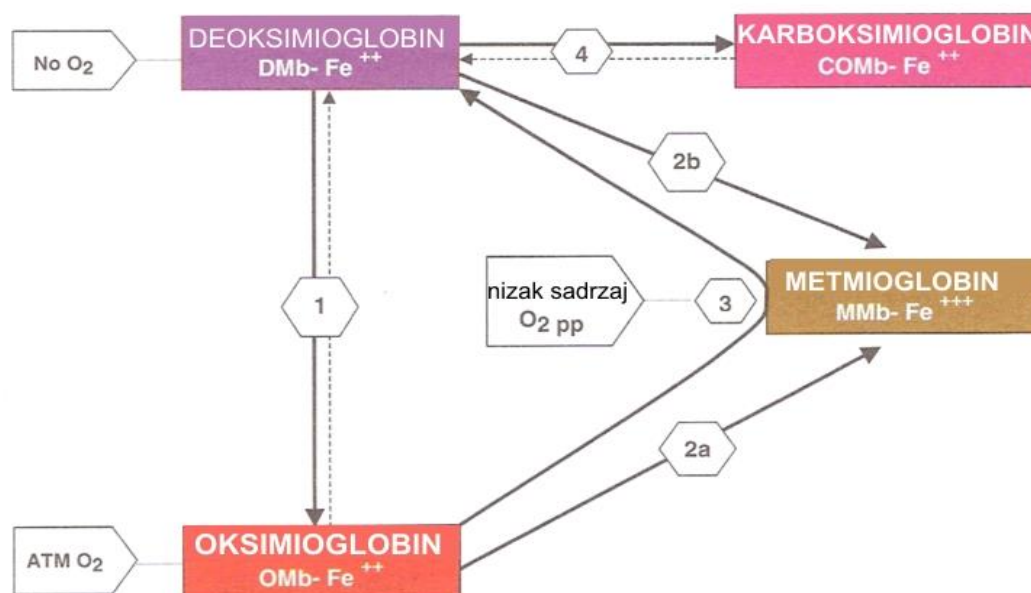 No O₂
DEOKSIMIOGLOBIN
DMb- Fe ⁺⁺
4
KARBOKSIMIOGLOBIN
COMb- Fe ⁺⁺
2b
1
nizak sadrzaj
O₂ pp
3
METMIOGLOBIN
MMb- Fe ⁺⁺⁺
2a
ATM O₂
OKSIMIOGLOBIN
OMb- Fe ⁺⁺